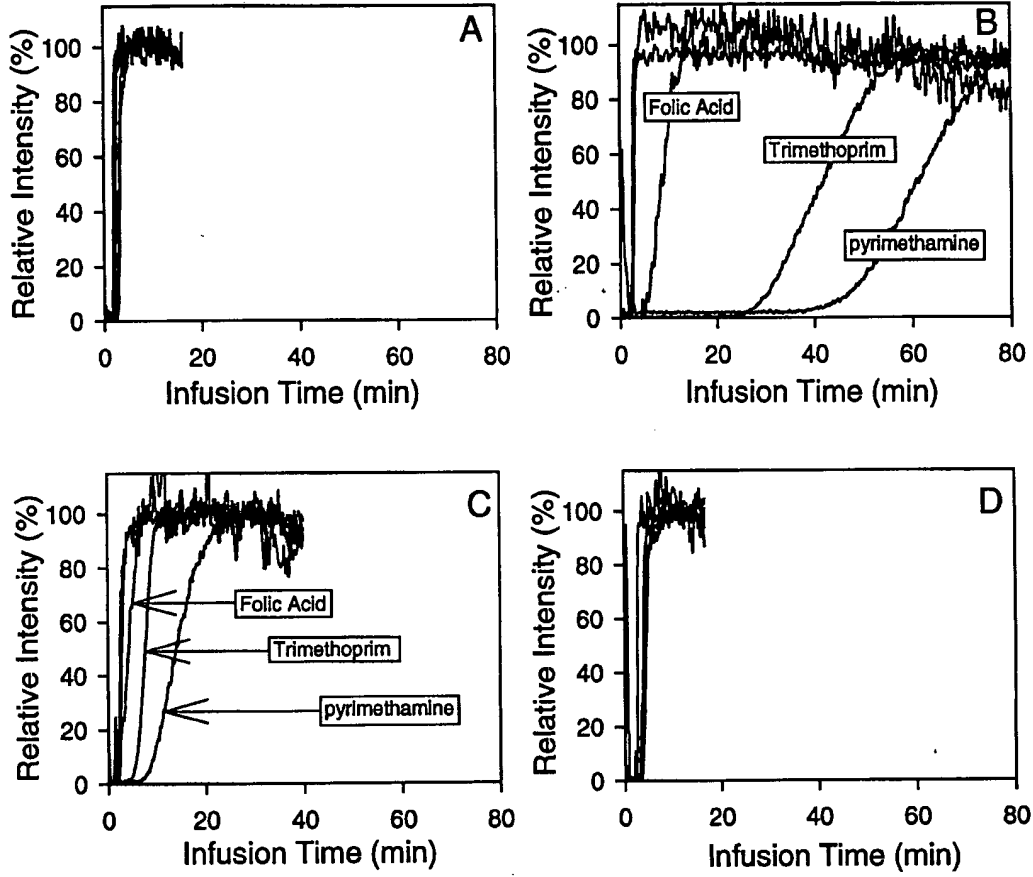 A
Relative Intensity (%)
100
80
60
40
20
0
0 20 40 60 80
Infusion Time (min)
B
Relative Intensity (%)
100
80
60
40
20
0
Folic Acid
Trimethoprim
pyrimethamine
0 20 40 60 80
Infusion Time (min)
C
Relative Intensity (%)
100
80
60
40
20
0
Folic Acid
Trimethoprim
pyrimethamine
0 20 40 60 80
Infusion Time (min)
D
Relative Intensity (%)
100
80
60
40
20
0
0 20 40 60 80
Infusion Time (min)